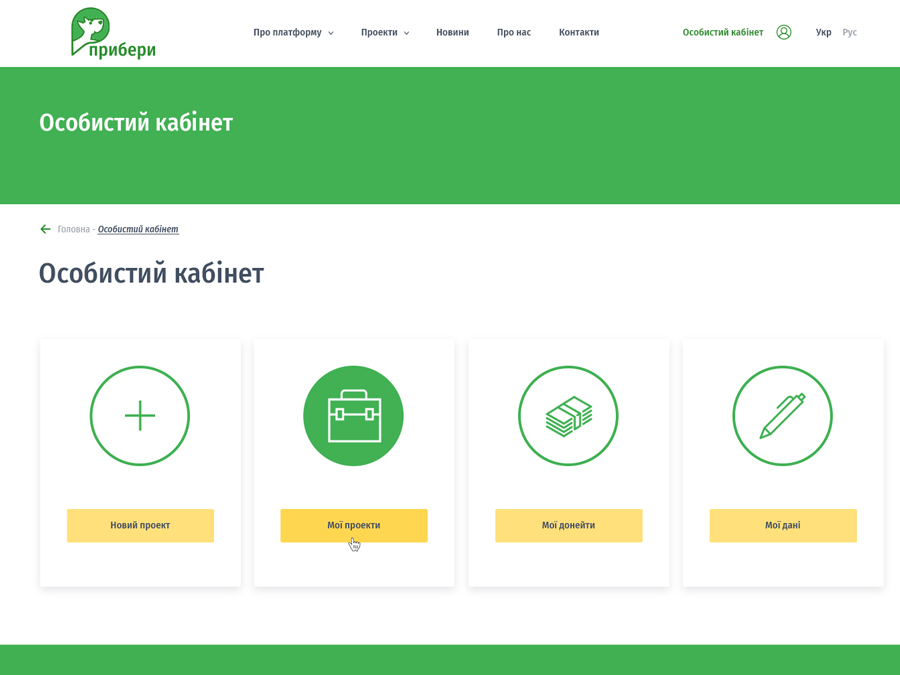 прибери
Про платформу
Проекти
Новини
Про нас
Контакти
Особистий кабінет
Укр
Рус
Особистий кабінет
Головна - Особистий кабінет
Особистий кабінет
Новий проект
Мої проекти
Мої донейти
Мої дані